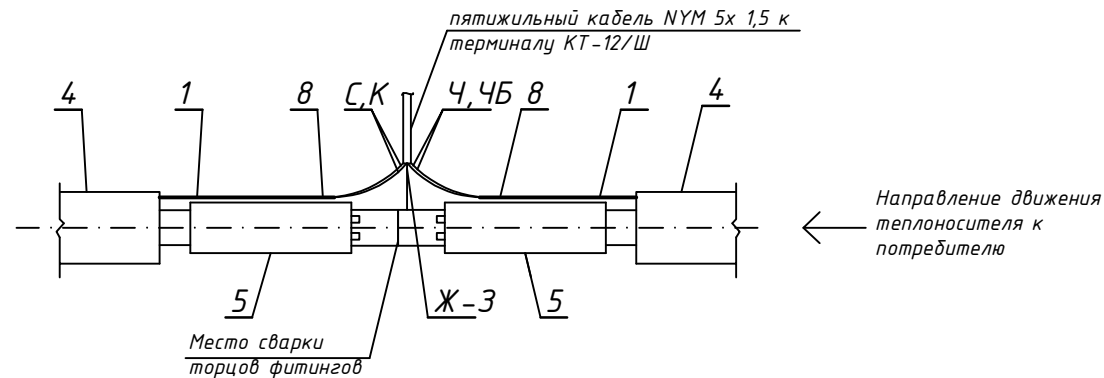 пятижильный кабель NYM 5х 1,5 к
терминалу КТ-12/Ш
4
1
8
С,К
Ч,ЧБ
8
1
4
Направление движения
теплоносителя к
потребителю
5
Ж-З
5
Место сварки
торцов фитингов